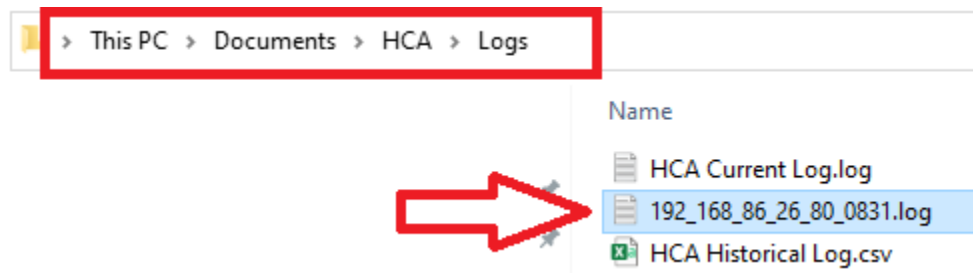 > This PC > Documents > HCA > Logs
Name
HCA Current Log.log
192_168_86_26_80_0831.log
HCA Historical Log.csv